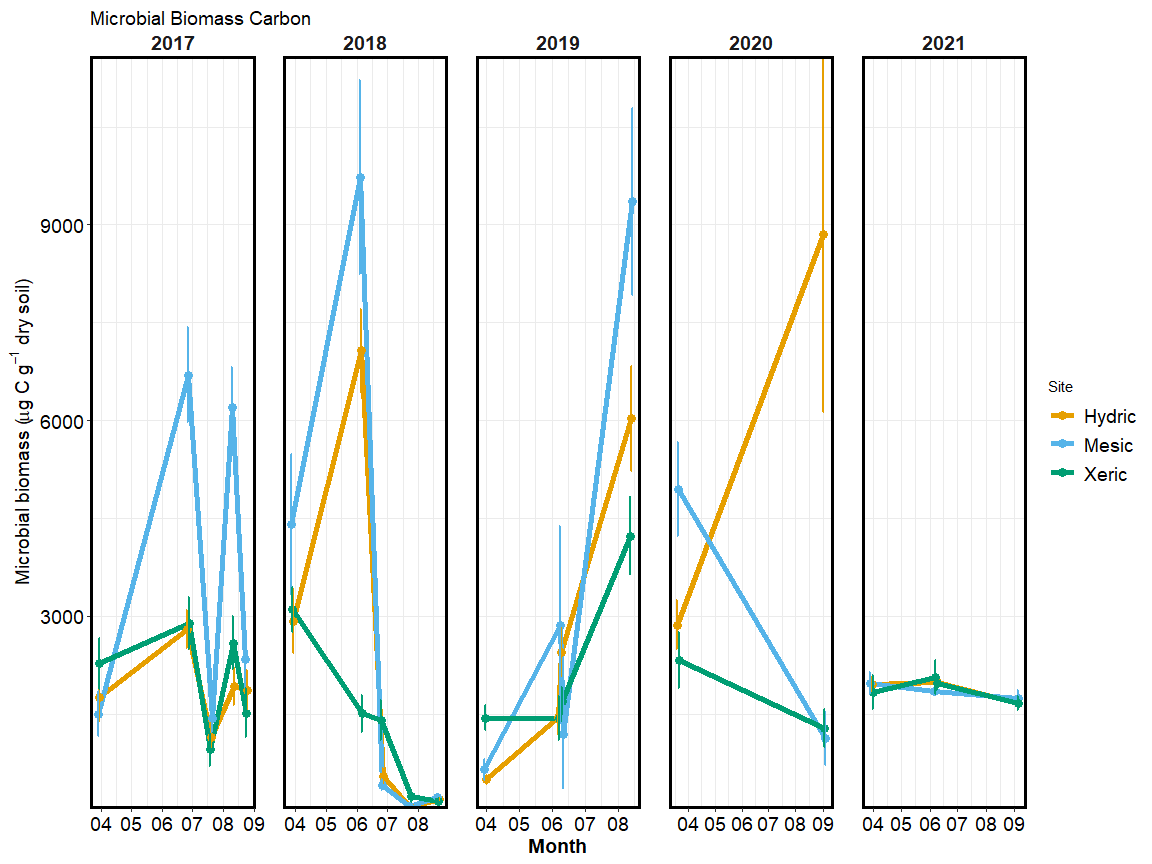 Microbial Biomass Carbon
2017 2018 2019 2020 2021
Microbial biomass (μg C g⁻¹ dry soil)
9000
6000
3000
04 05 06 07 08 09 04 05 06 07 08 04 05 06 07 08 04 05 06 07 08 09 04 05 06 07 08 09
Month
Site
Hydric
Mesic
Xeric